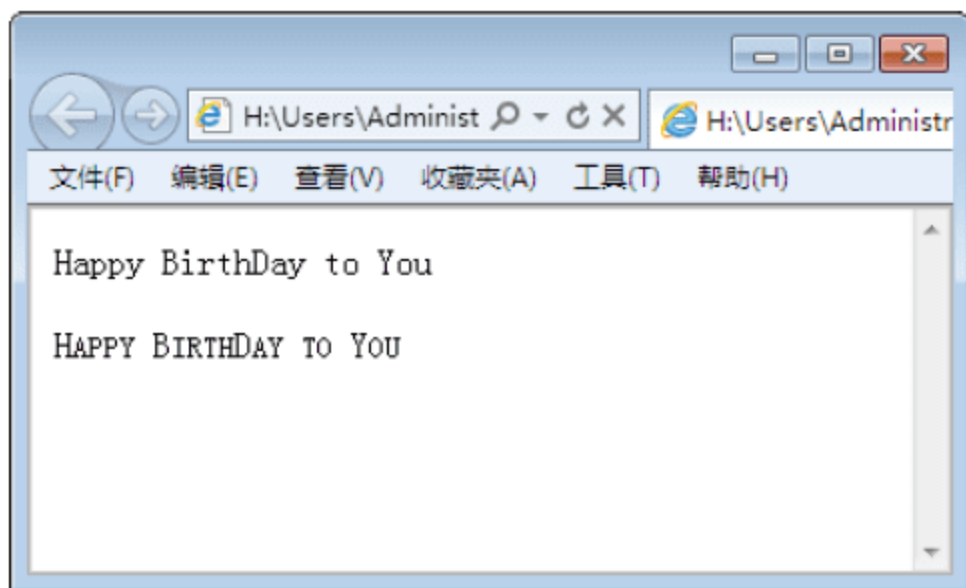 H:\Users\Administ
H:\Users\Administr
文件(F) 编辑(E) 查看(V) 收藏夹(A) 工具(T) 帮助(H)
Happy BirthDay to You
Happy BirthDay to You